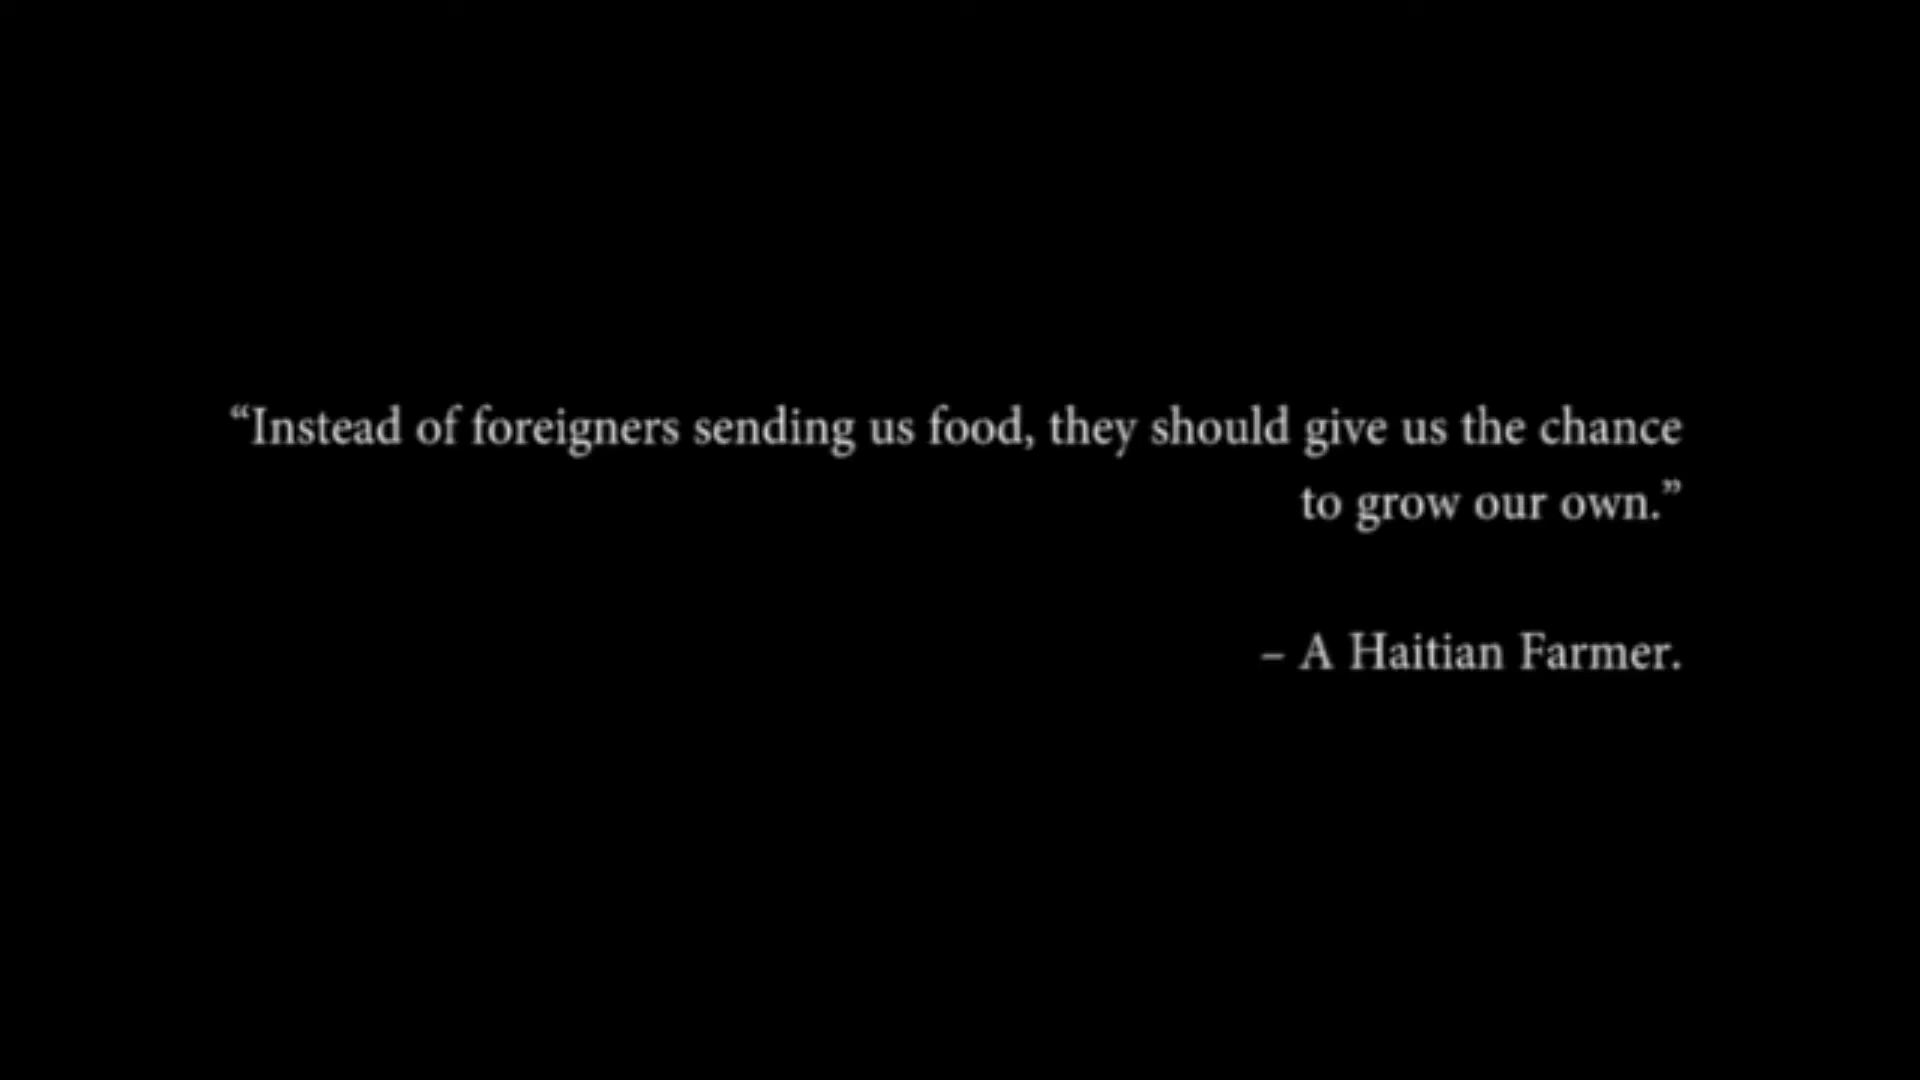 “Instead of foreigners sending us food, they should give us the chance
to grow our own.”
– A Haitian Farmer.